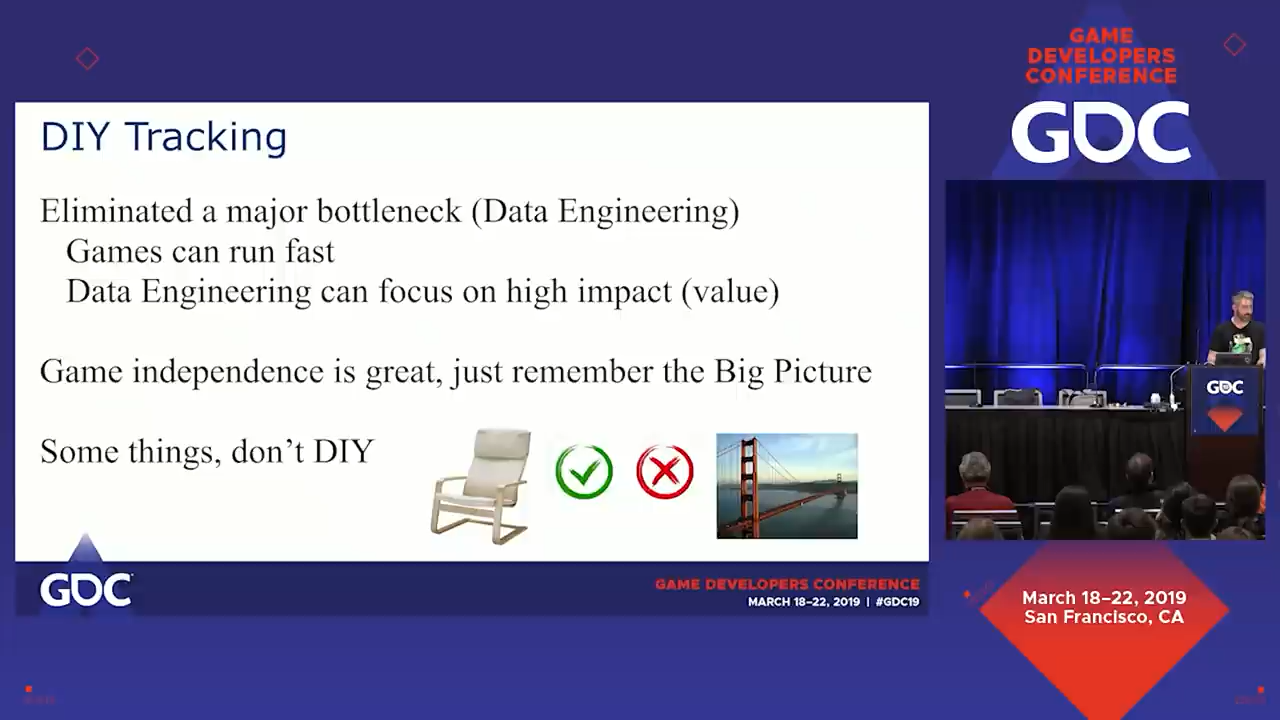 GAME
DEVELOPERS
CONFERENCE
GDC
DIY Tracking
Eliminated a major bottleneck (Data Engineering)
Games can run fast
Data Engineering can focus on high impact (value)
Game independence is great, just remember the Big Picture
Some things, don’t DIY
GDC
GAME DEVELOPERS CONFERENCE
MARCH 18–22, 2019 | #GDC19
GDC
March 18–22, 2019
San Francisco, CA